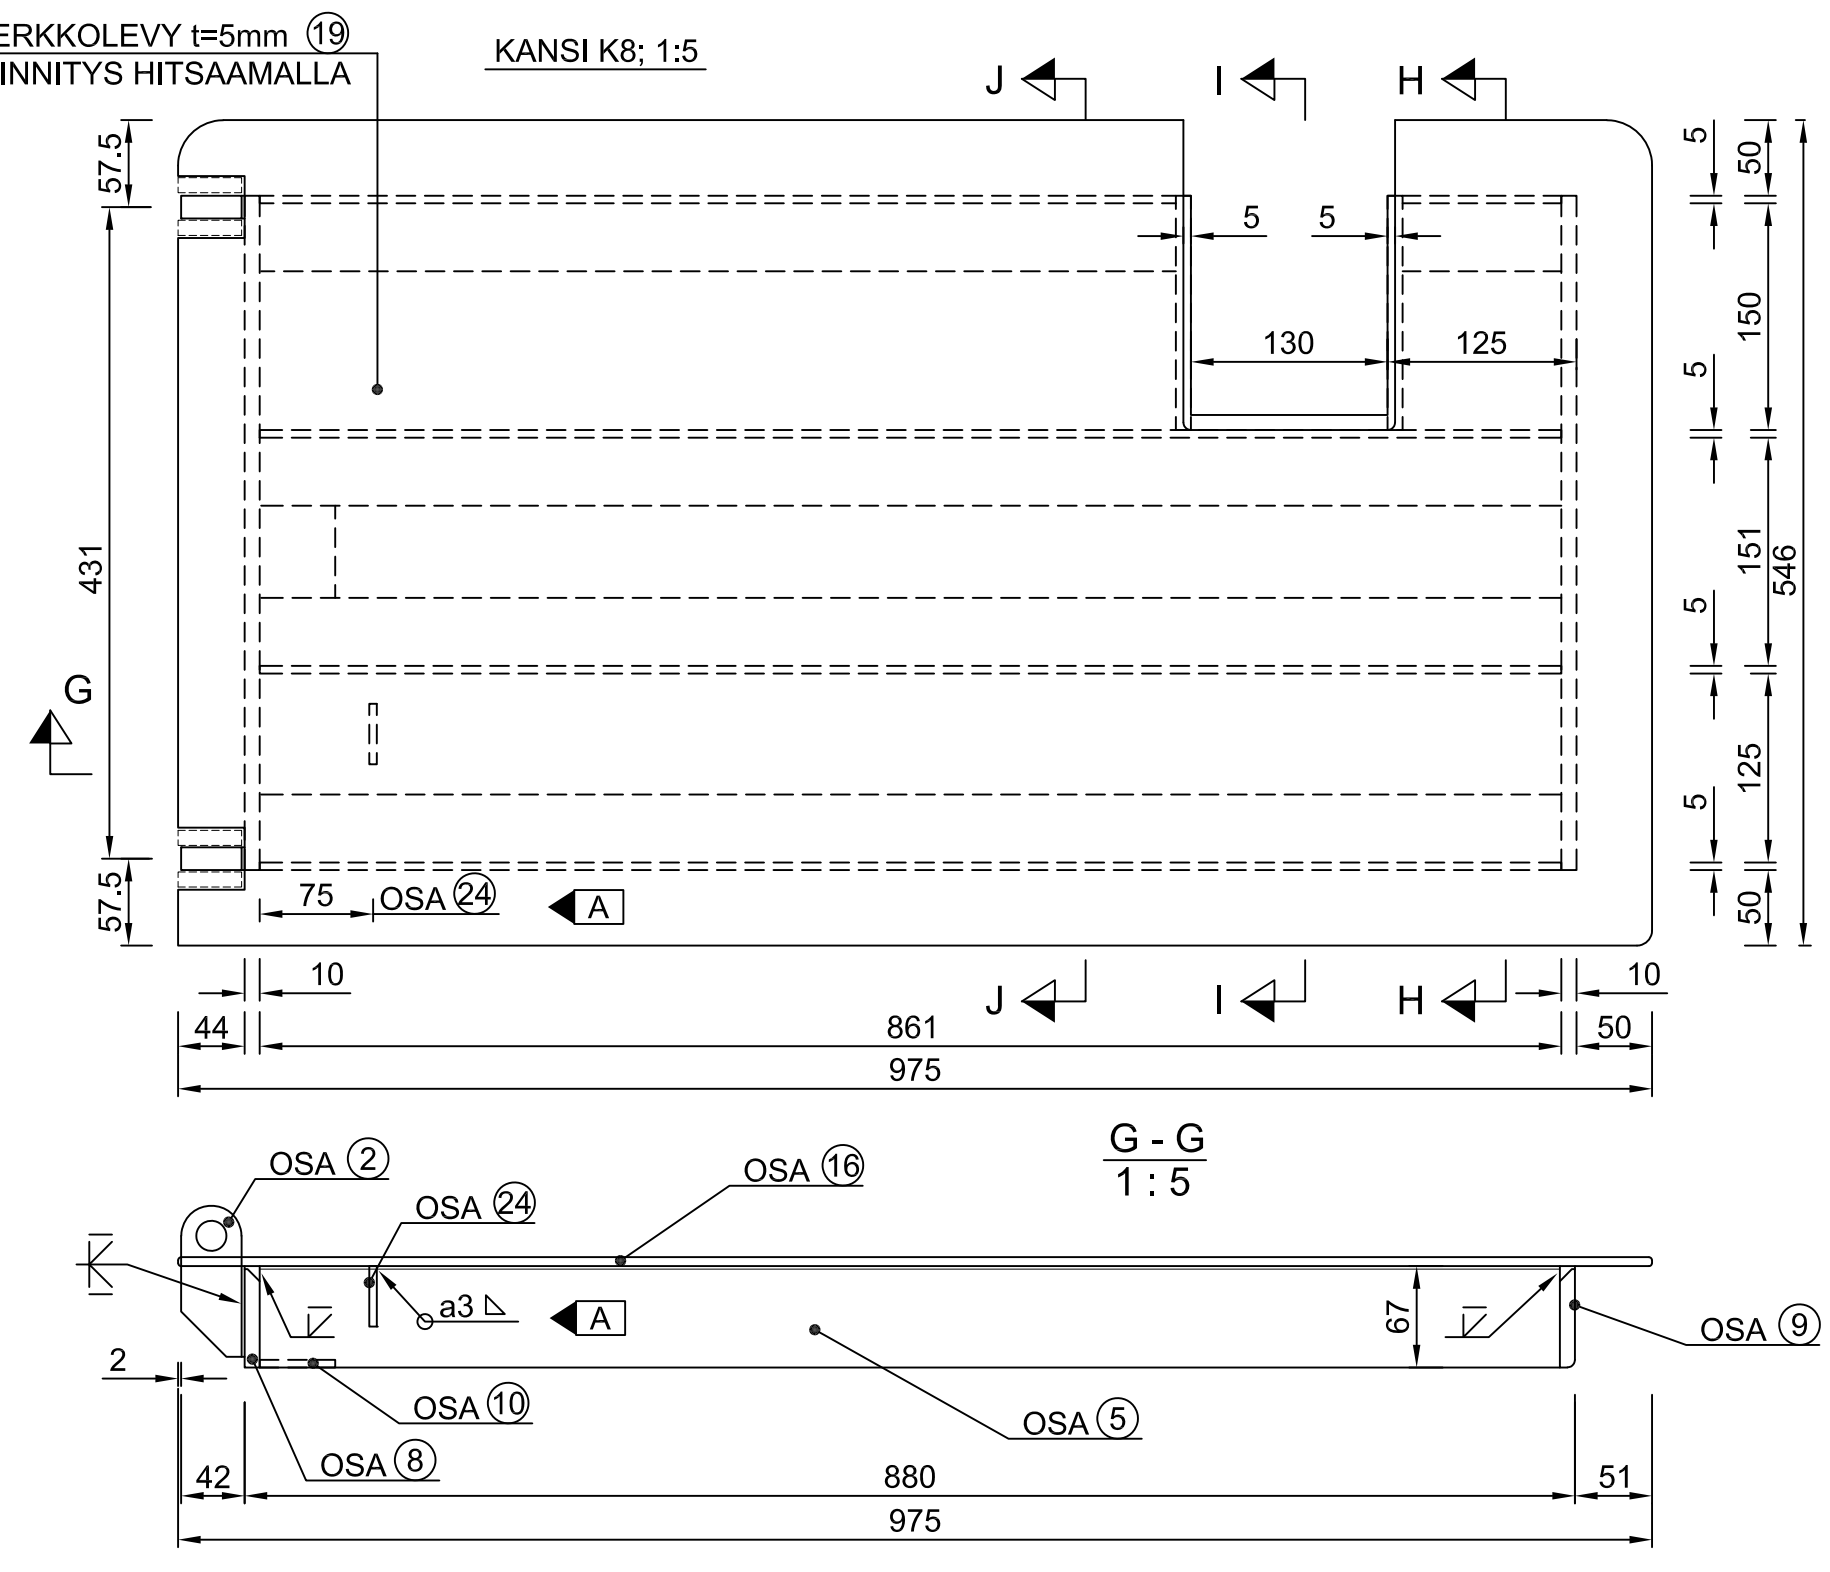 ERKKOLEVY t=5mm 19
INNITYS HITSAAMALLA
KANSI K8; 1:5
J I H
57.5
5
50
5 5
150
130 125
5
431
151
546
5
G
125
5
57.5
75 OSA 24 A
50
10 J I H 10
44 861 50
975
G - G
1 : 5
OSA 2
OSA 16
OSA 24
a3 A
67
OSA 9
2
OSA 10
OSA 5
OSA 8
42 880 51
975